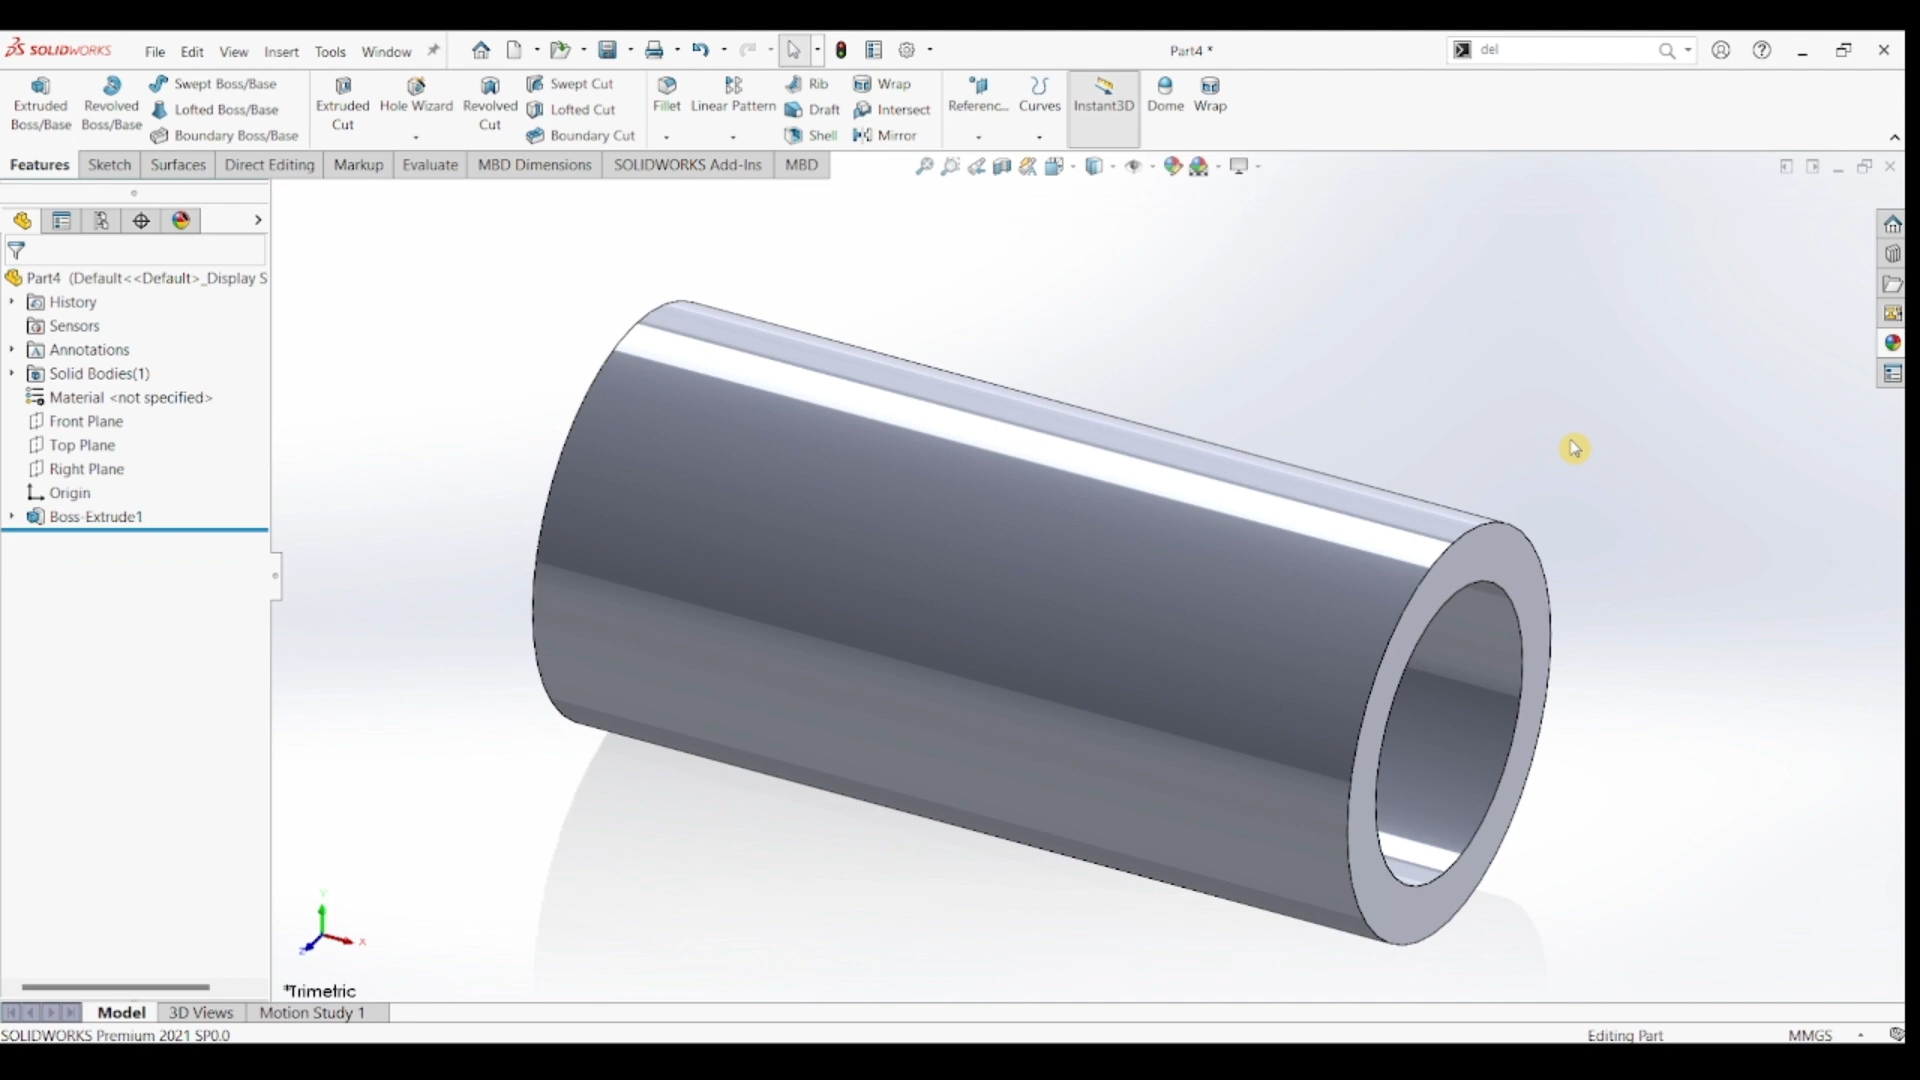 SOLIDWORKS File Edit View Insert Tools Window Part4 * del
Extruded Boss/Base
Revolved Boss/Base
Swept Boss/Base
Lofted Boss/Base
Boundary Boss/Base
Extruded Cut
Hole Wizard
Revolved Cut
Swept Cut
Lofted Cut
Boundary Cut
Fillet
Linear Pattern
Rib
Draft
Shell
Wrap
Intersect
Mirror
Referenc...
Curves
Instant3D
Dome
Wrap
Features Sketch Surfaces Direct Editing Markup Evaluate MBD Dimensions SOLIDWORKS Add-Ins MBD
Part4 (Default<<Default>_Display S
History
Sensors
Annotations
Solid Bodies(1)
Material <not specified>
Front Plane
Top Plane
Right Plane
Origin
Boss-Extrude1
Y
X
Z
*Trimetric
Model 3D Views Motion Study 1
SOLIDWORKS Premium 2021 SP0.0 Editing Part MMGS